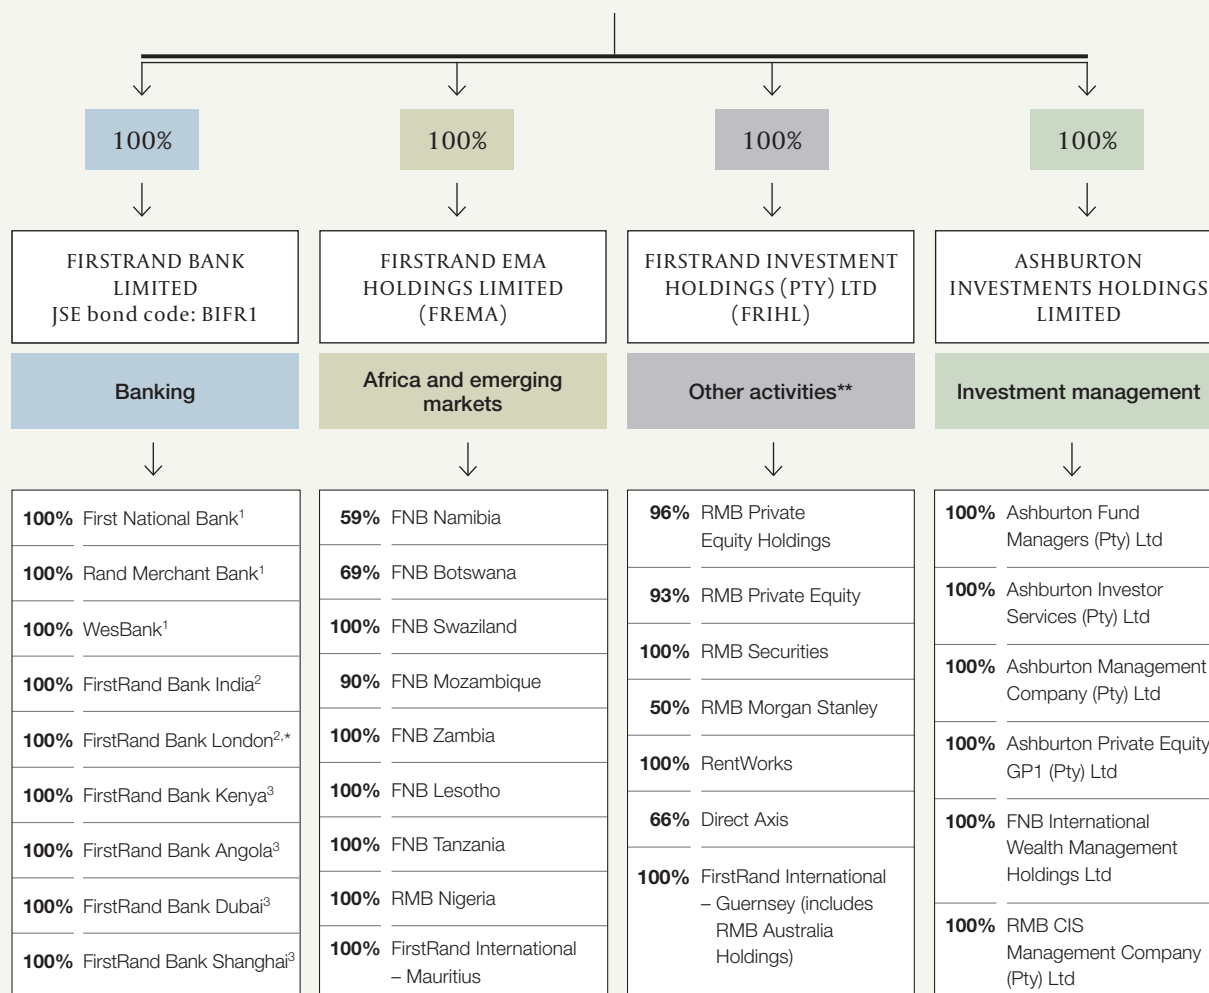 100%
100%
100%
100%
FIRSTRAND BANK
LIMITED
JSE bond code: BIFR1
FIRSTRAND EMA
HOLDINGS LIMITED
(FREMA)
FIRSTRAND INVESTMENT
HOLDINGS (PTY) LTD
(FRIHL)
ASHBURTON
INVESTMENTS HOLDINGS
LIMITED
Banking
Africa and emerging
markets
Other activities**
Investment management
100% First National Bank¹
100% Rand Merchant Bank¹
100% WesBank¹
100% FirstRand Bank India²
100% FirstRand Bank London²,*
100% FirstRand Bank Kenya³
100% FirstRand Bank Angola³
100% FirstRand Bank Dubai³
100% FirstRand Bank Shanghai³
59% FNB Namibia
69% FNB Botswana
100% FNB Swaziland
90% FNB Mozambique
100% FNB Zambia
100% FNB Lesotho
100% FNB Tanzania
100% RMB Nigeria
100% FirstRand International
– Mauritius
96% RMB Private
Equity Holdings
93% RMB Private Equity
100% RMB Securities
50% RMB Morgan Stanley
100% RentWorks
66% Direct Axis
100% FirstRand International
– Guernsey (includes
RMB Australia
Holdings)
100% Ashburton Fund
Managers (Pty) Ltd
100% Ashburton Investor
Services (Pty) Ltd
100% Ashburton Management
Company (Pty) Ltd
100% Ashburton Private Equity
GP1 (Pty) Ltd
100% FNB International
Wealth Management
Holdings Ltd
100% RMB CIS
Management Company
(Pty) Ltd